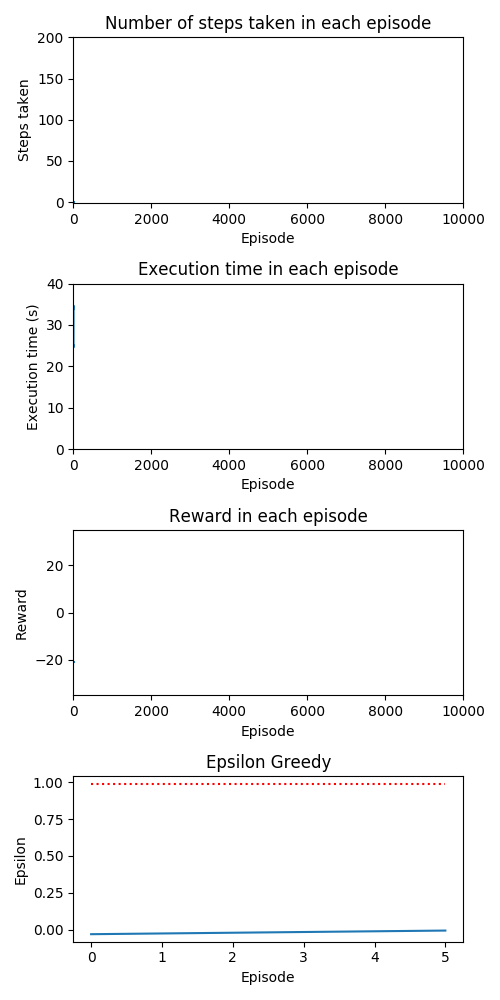 Number of steps taken in each episode
200
150
100
50
0
Steps taken
0 2000 4000 6000 8000 10000
Episode
Execution time in each episode
40
30
20
10
0
Execution time (s)
0 2000 4000 6000 8000 10000
Episode
Reward in each episode
20
0
−20
Reward
0 2000 4000 6000 8000 10000
Episode
Epsilon Greedy
1.00
0.75
0.50
0.25
0.00
Epsilon
0 1 2 3 4 5
Episode